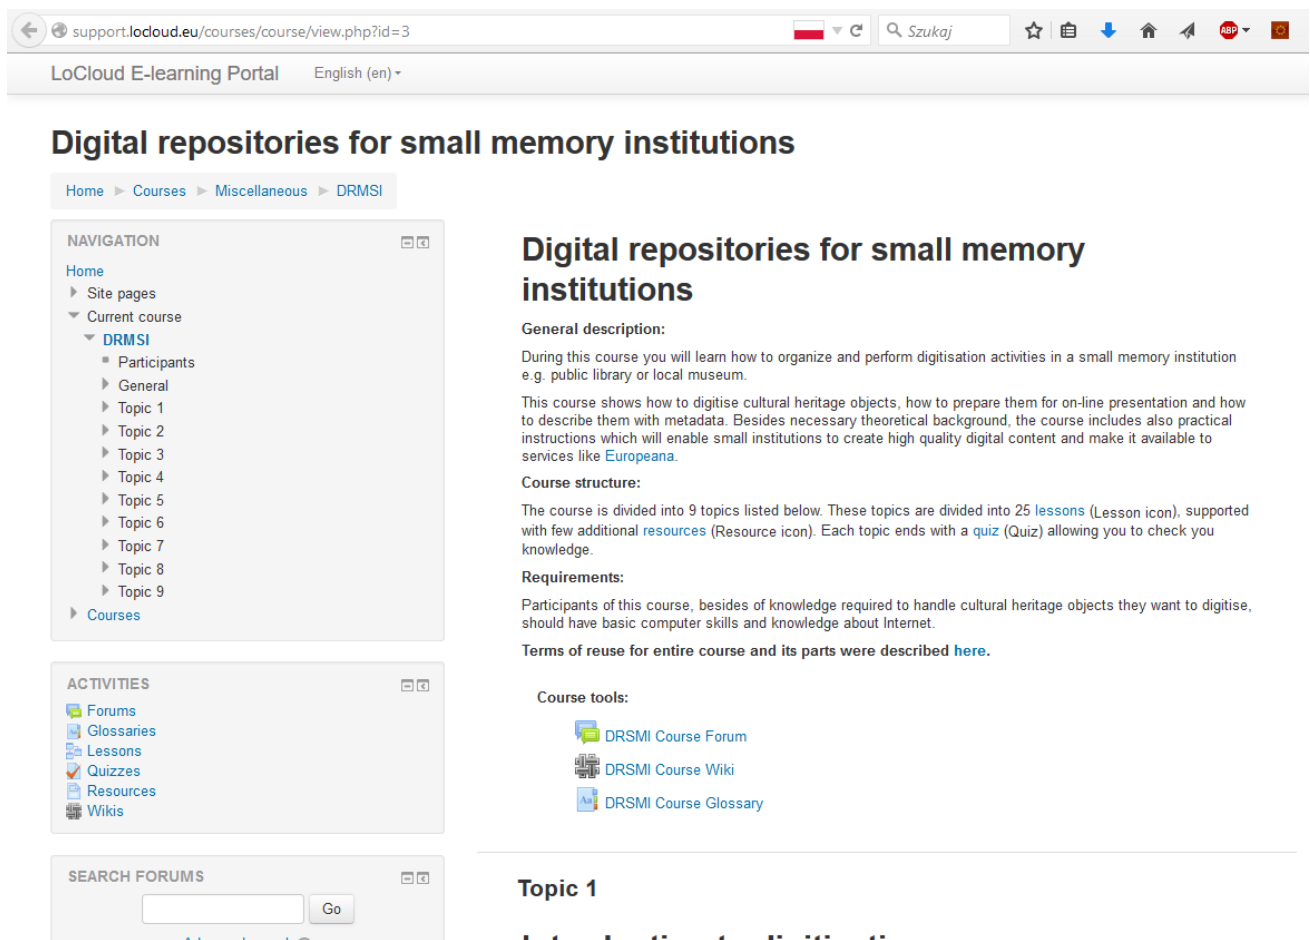 support.locloud.eu/courses/course/view.php?id=3
Szukaj
ABP
LoCloud E-learning Portal
English (en)
Digital repositories for small memory institutions
Home
Courses
Miscellaneous
DRMSI
NAVIGATION
Home
Site pages
Current course
DRMSI
Participants
General
Topic 1
Topic 2
Topic 3
Topic 4
Topic 5
Topic 6
Topic 7
Topic 8
Topic 9
Courses
ACTIVITIES
Forums
Glossaries
Lessons
Quizzes
Resources
Wikis
SEARCH FORUMS
Go
Digital repositories for small memory
institutions
General description:
During this course you will learn how to organize and perform digitisation activities in a small memory institution
e.g. public library or local museum.
This course shows how to digitise cultural heritage objects, how to prepare them for on-line presentation and how
to describe them with metadata. Besides necessary theoretical background, the course includes also practical
instructions which will enable small institutions to create high quality digital content and make it available to
services like Europeana.
Course structure:
The course is divided into 9 topics listed below. These topics are divided into 25 lessons (Lesson icon), supported
with few additional resources (Resource icon). Each topic ends with a quiz (Quiz) allowing you to check you
knowledge.
Requirements:
Participants of this course, besides of knowledge required to handle cultural heritage objects they want to digitise,
should have basic computer skills and knowledge about Internet.
Terms of reuse for entire course and its parts were described here.
Course tools:
DRSMI Course Forum
DRSMI Course Wiki
DRSMI Course Glossary
Topic 1